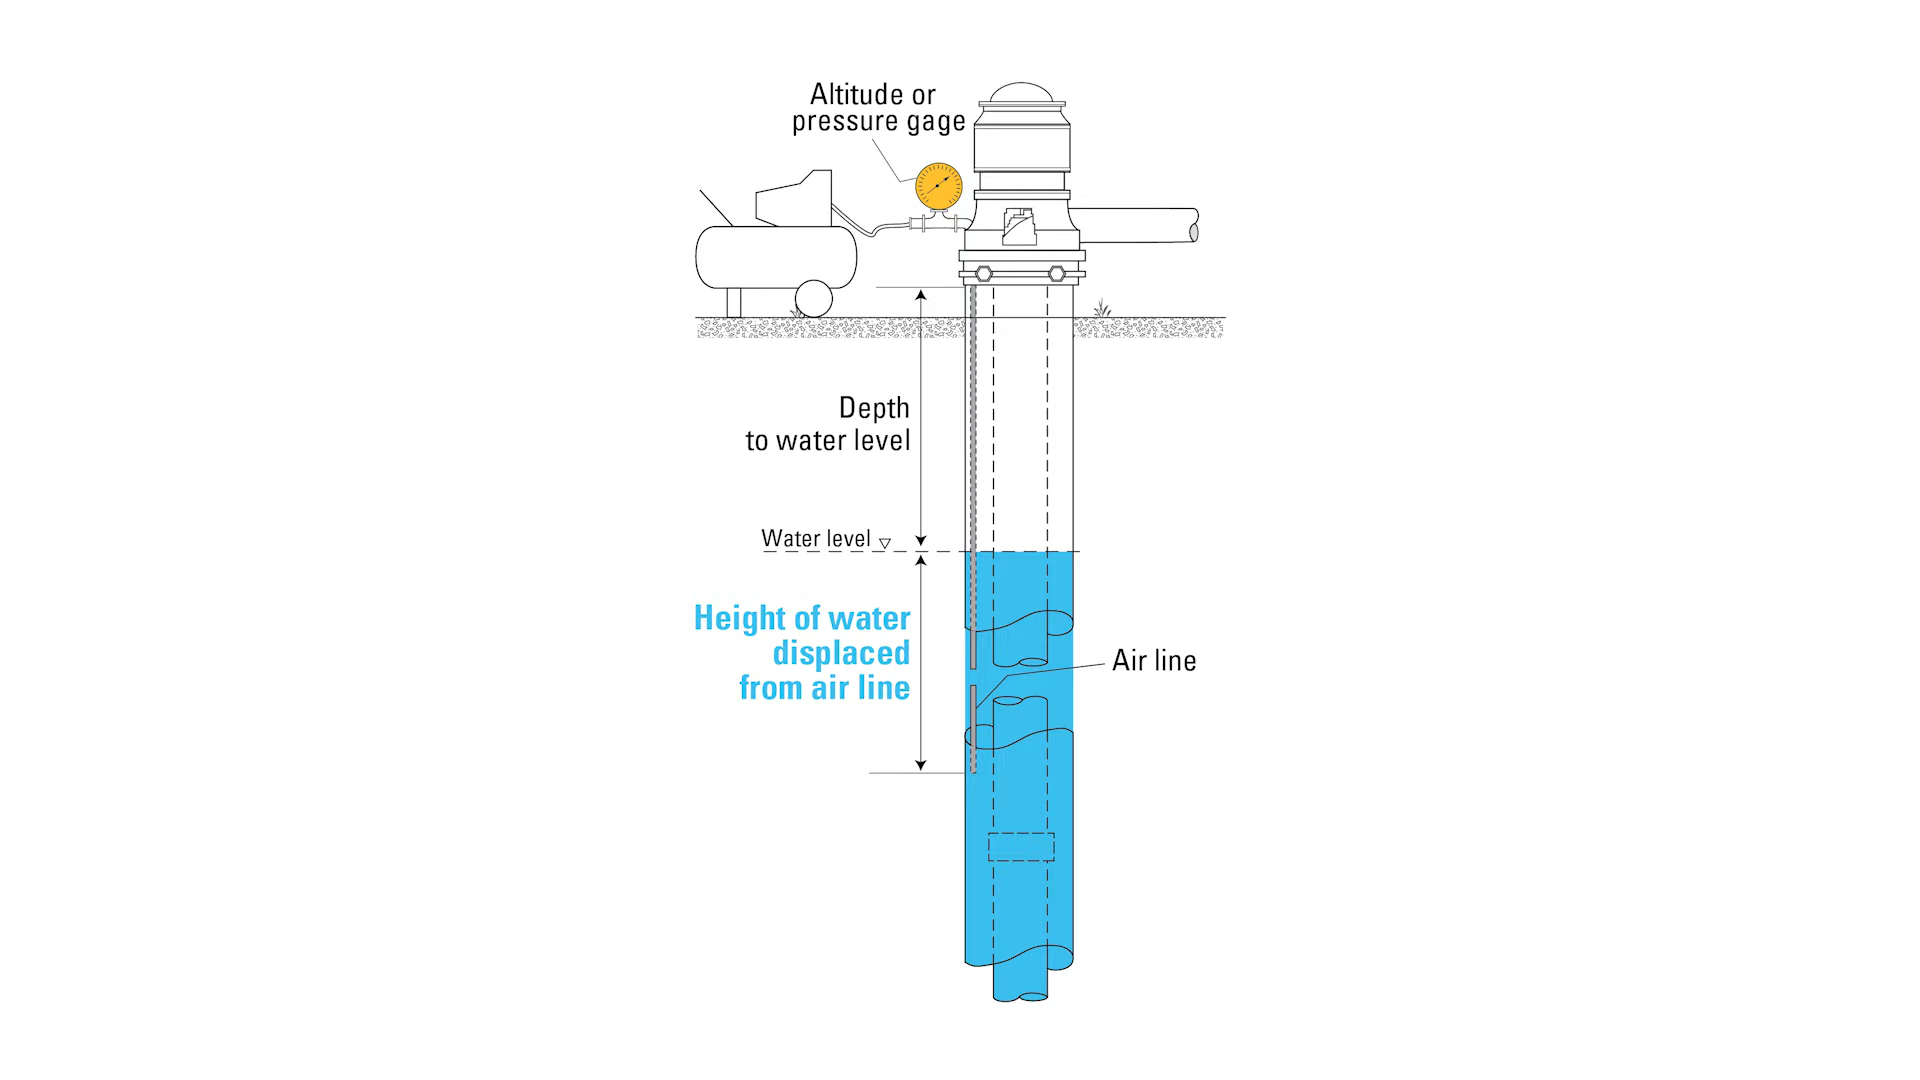 Altitude or
pressure gage
Depth
to water level
Water level
Height of water
displaced
from air line
Air line